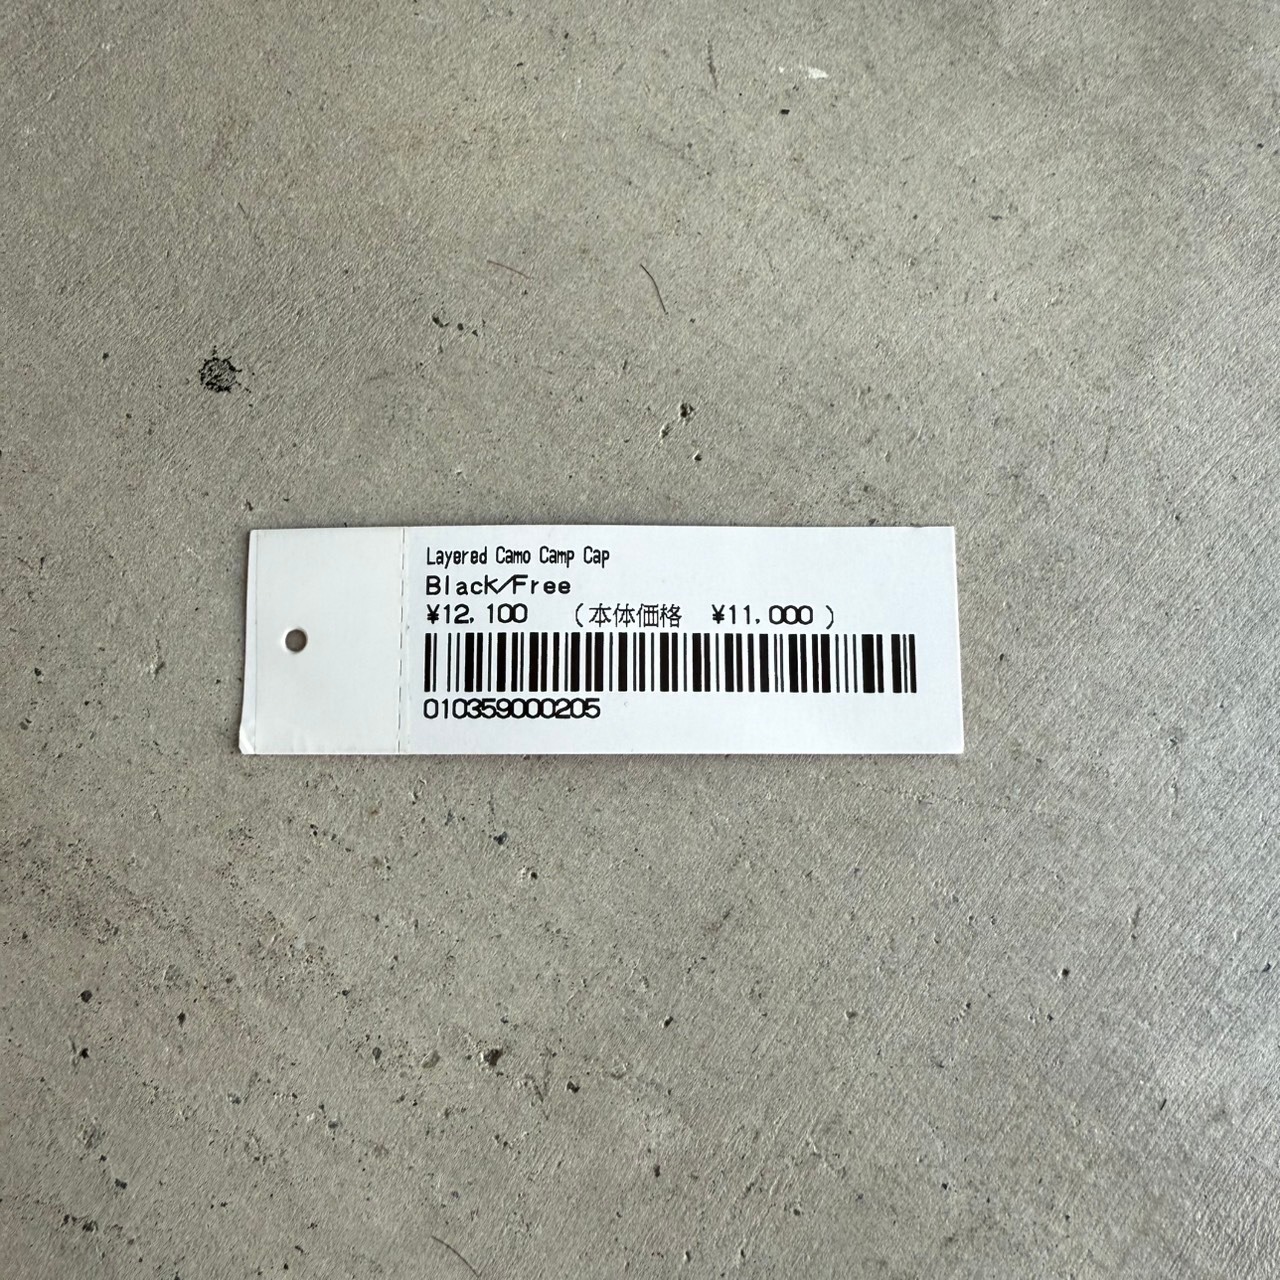 Layered Camo Camp Cap
Black/Free
¥12,100 (本体価格 ¥11,000)
010359000205